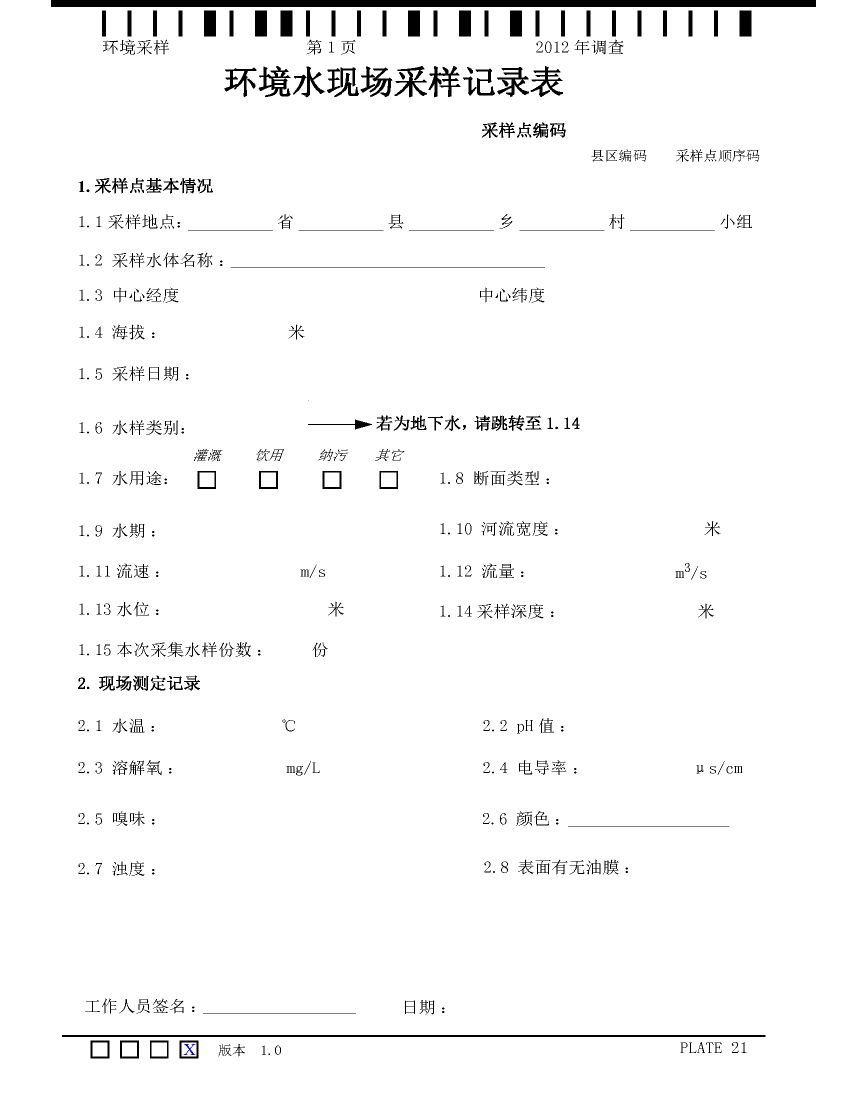 环境采样 第 1 页 2012 年调查
环境水现场采样记录表
采样点编码
县区编码 采样点顺序码
1. 采样点基本情况
1.1 采样地点: __________ 省 __________ 县 __________ 乡 __________ 村 __________ 小组
1.2 采样水体名称： ____________________
1.3 中心经度 中心纬度
1.4 海拔： 米
1.5 采样日期：
1.6 水样类别: 若为地下水，请跳转至 1.14
灌溉 饮用 纳污 其它
1.7 水用途: □ □ □ □ 1.8 断面类型：
1.9 水期： 1.10 河流宽度： 米
1.11 流速： m/s 1.12 流量： m³/s
1.13 水位： 米 1.14 采样深度： 米
1.15 本次采集水样份数： 份
2. 现场测定记录
2.1 水温： ℃ 2.2 pH 值：
2.3 溶解氧： mg/L 2.4 电导率： μs/cm
2.5 嗅味： 2.6 颜色： ____________________
2.7 浊度： 2.8 表面有无油膜：
工作人员签名： ____________________ 日期：
□ □ □ X 版本 1.0 PLATE 21